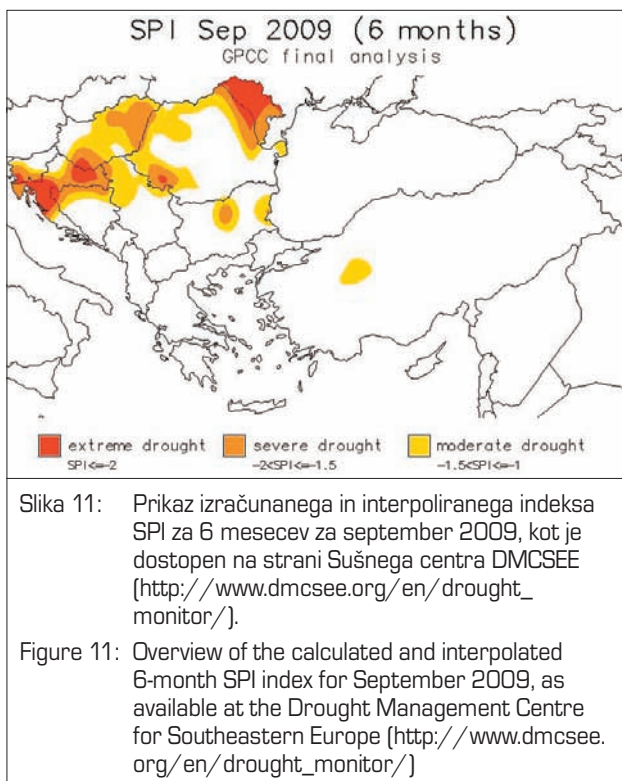 SPI Sep 2009 (6 months)
GPCC final analysis
extreme drought severe drought moderate drought
SPI<=-2 -2<SPI<=-1.5 -1.5<SPI<=-1
Slika 11: Prikaz izračunanega in interpoliranega indeksa
SPI za 6 mesecev za september 2009, kot je
dostopen na strani Sušnega centra DMCSEE
(http://www.dmcsee.org/en/drought_
monitor/).
Figure 11: Overview of the calculated and interpolated
6-month SPI index for September 2009, as
available at the Drought Management Centre
for Southeastern Europe (http://www.dmcsee.
org/en/drought_monitor/)